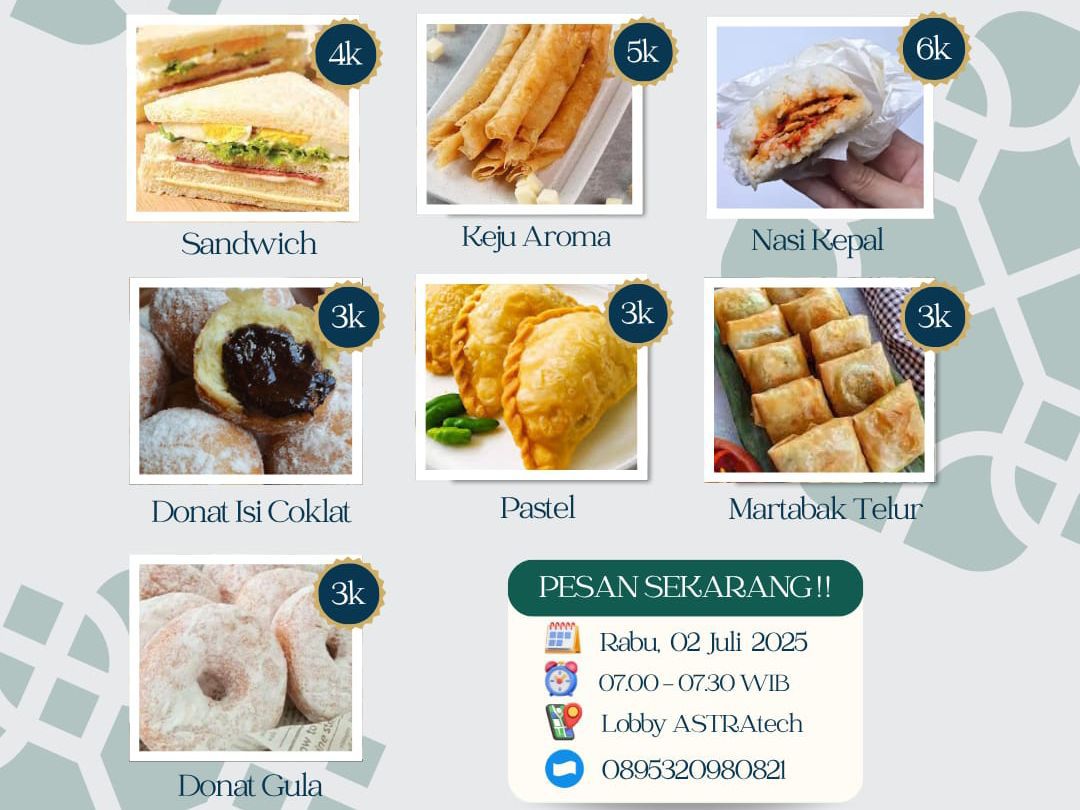 4k
5k
6k
Sandwich
Keju Aroma
Nasi Kepal
3k
3k
3k
Donat Isi Coklat
Pastel
Martabak Telur
3k
Donat Gula
PESAN SEKARANG!!
Rabu, 02 Juli 2025
07.00 – 07.30 WIB
Lobby ASTRAtech
0895320980821